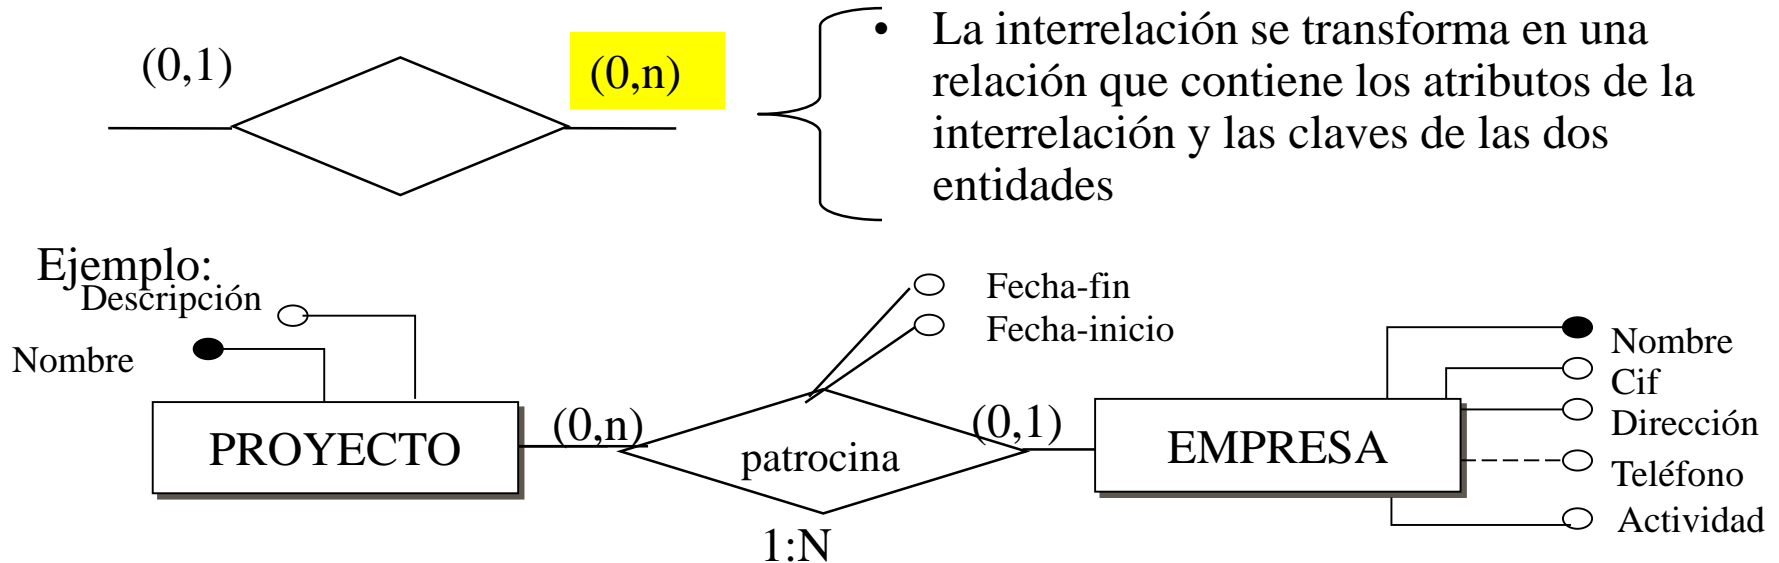 (0,1)
(0,n)
• La interrelación se transforma en una
relación que contiene los atributos de la
interrelación y las claves de las dos
entidades
Ejemplo:
Descripción
Nombre
Fecha-fin
Fecha-inicio
Nombre
Cif
Dirección
Teléfono
Actividad
PROYECTO
(0,n)
patrocina
(0,1)
EMPRESA
1:N